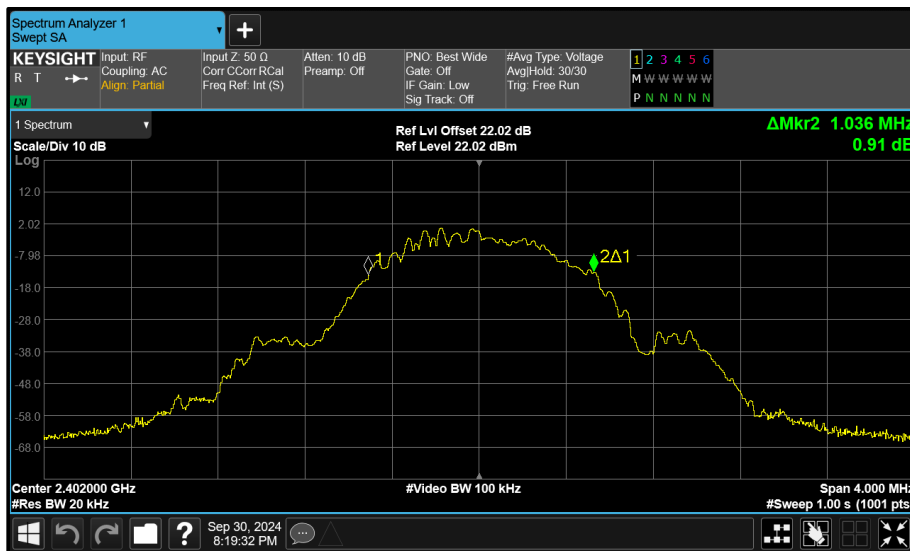 Spectrum Analyzer 1
Swept SA
+
KEYSIGHT
R T
LXI
Input: RF
Coupling: AC
Align: Partial
Input Z: 50 Ω
Corr CCorr RCal
Freq Ref: Int (S)
Atten: 10 dB
Preamp: Off
PNO: Best Wide
Gate: Off
IF Gain: Low
Sig Track: Off
#Avg Type: Voltage
Avg|Hold: 30/30
Trig: Free Run
1 2 3 4 5 6
M W W W W W
P N N N N N
1 Spectrum
Scale/Div 10 dB
Ref Lvl Offset 22.02 dB
Ref Level 22.02 dBm
ΔMkr2 1.036 MHz
0.91 dB
Log
12.0
2.02
-7.98
-18.0
-28.0
-38.0
-48.0
-58.0
-68.0
1
2Δ1
Center 2.402000 GHz
#Res BW 20 kHz
#Video BW 100 kHz
Span 4.000 MHz
#Sweep 1.00 s (1001 pts
?
Sep 30, 2024
8:19:32 PM